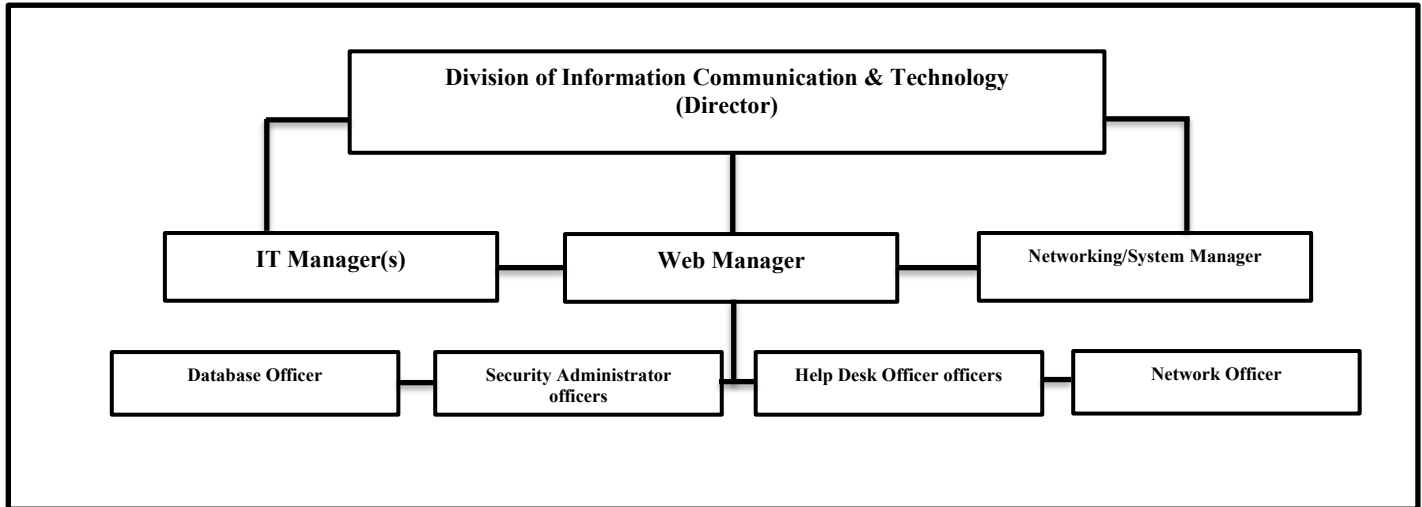 Division of Information Communication & Technology
(Director)
IT Manager(s)
Web Manager
Networking/System Manager
Database Officer
Security Administrator
officers
Help Desk Officer officers
Network Officer